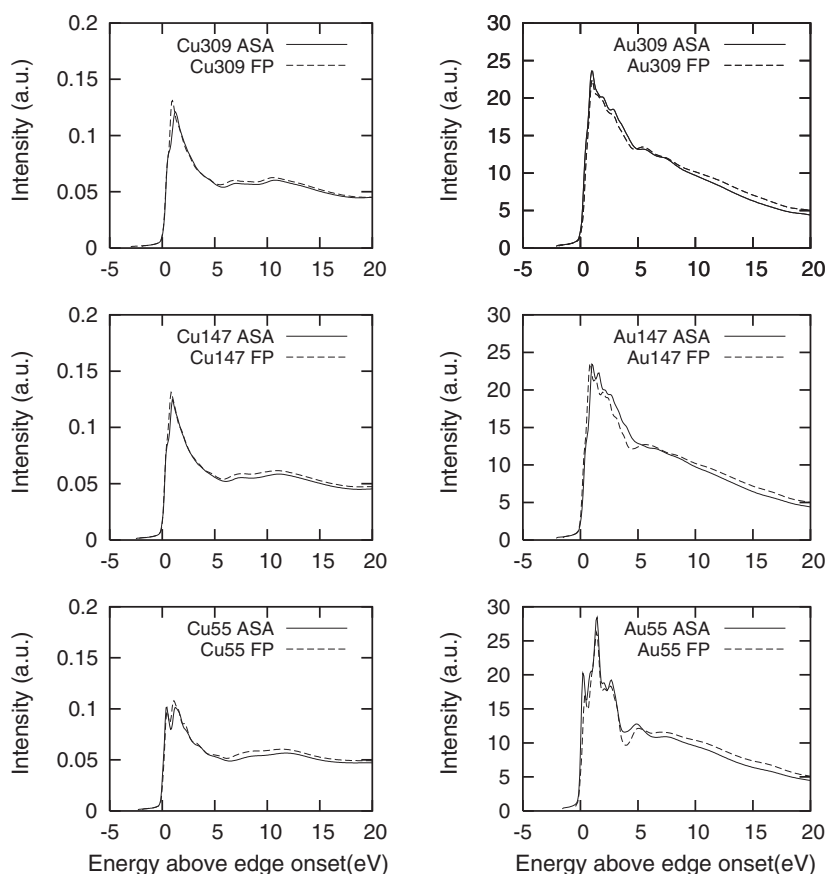 Intensity (a.u.)
0.2
0.15
0.1
0.05
0
-5 0 5 10 15 20
Cu309 ASA
Cu309 FP
Intensity (a.u.)
30
25
20
15
10
5
0
-5 0 5 10 15 20
Au309 ASA
Au309 FP
Intensity (a.u.)
0.2
0.15
0.1
0.05
0
-5 0 5 10 15 20
Cu147 ASA
Cu147 FP
Intensity (a.u.)
30
25
20
15
10
5
0
-5 0 5 10 15 20
Au147 ASA
Au147 FP
Intensity (a.u.)
0.2
0.15
0.1
0.05
0
-5 0 5 10 15 20
Cu55 ASA
Cu55 FP
Energy above edge onset(eV)
Intensity (a.u.)
30
25
20
15
10
5
0
-5 0 5 10 15 20
Au55 ASA
Au55 FP
Energy above edge onset(eV)